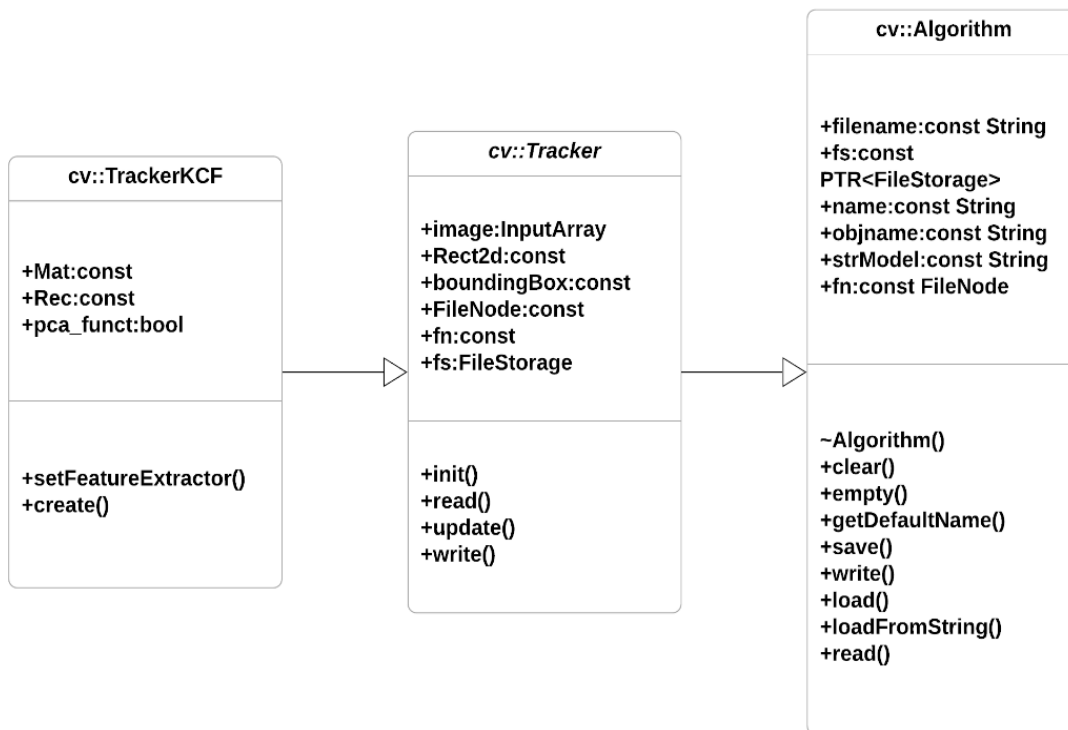 cv::TrackerKCF
+Mat:const
+Rec:const
+pca_funct:bool
+setFeatureExtractor()
+create()
cv::Tracker
+image:InputArray
+Rect2d:const
+boundingBox:const
+FileNode:const
+fn:const
+fs:FileStorage
+init()
+read()
+update()
+write()
cv::Algorithm
+filename:const String
+fs:const
PTR<FileStorage>
+name:const String
+objname:const String
+strModel:const String
+fn:const FileNode
~Algorithm()
+clear()
+empty()
+getDefaultName()
+save()
+write()
+load()
+loadFromString()
+read()